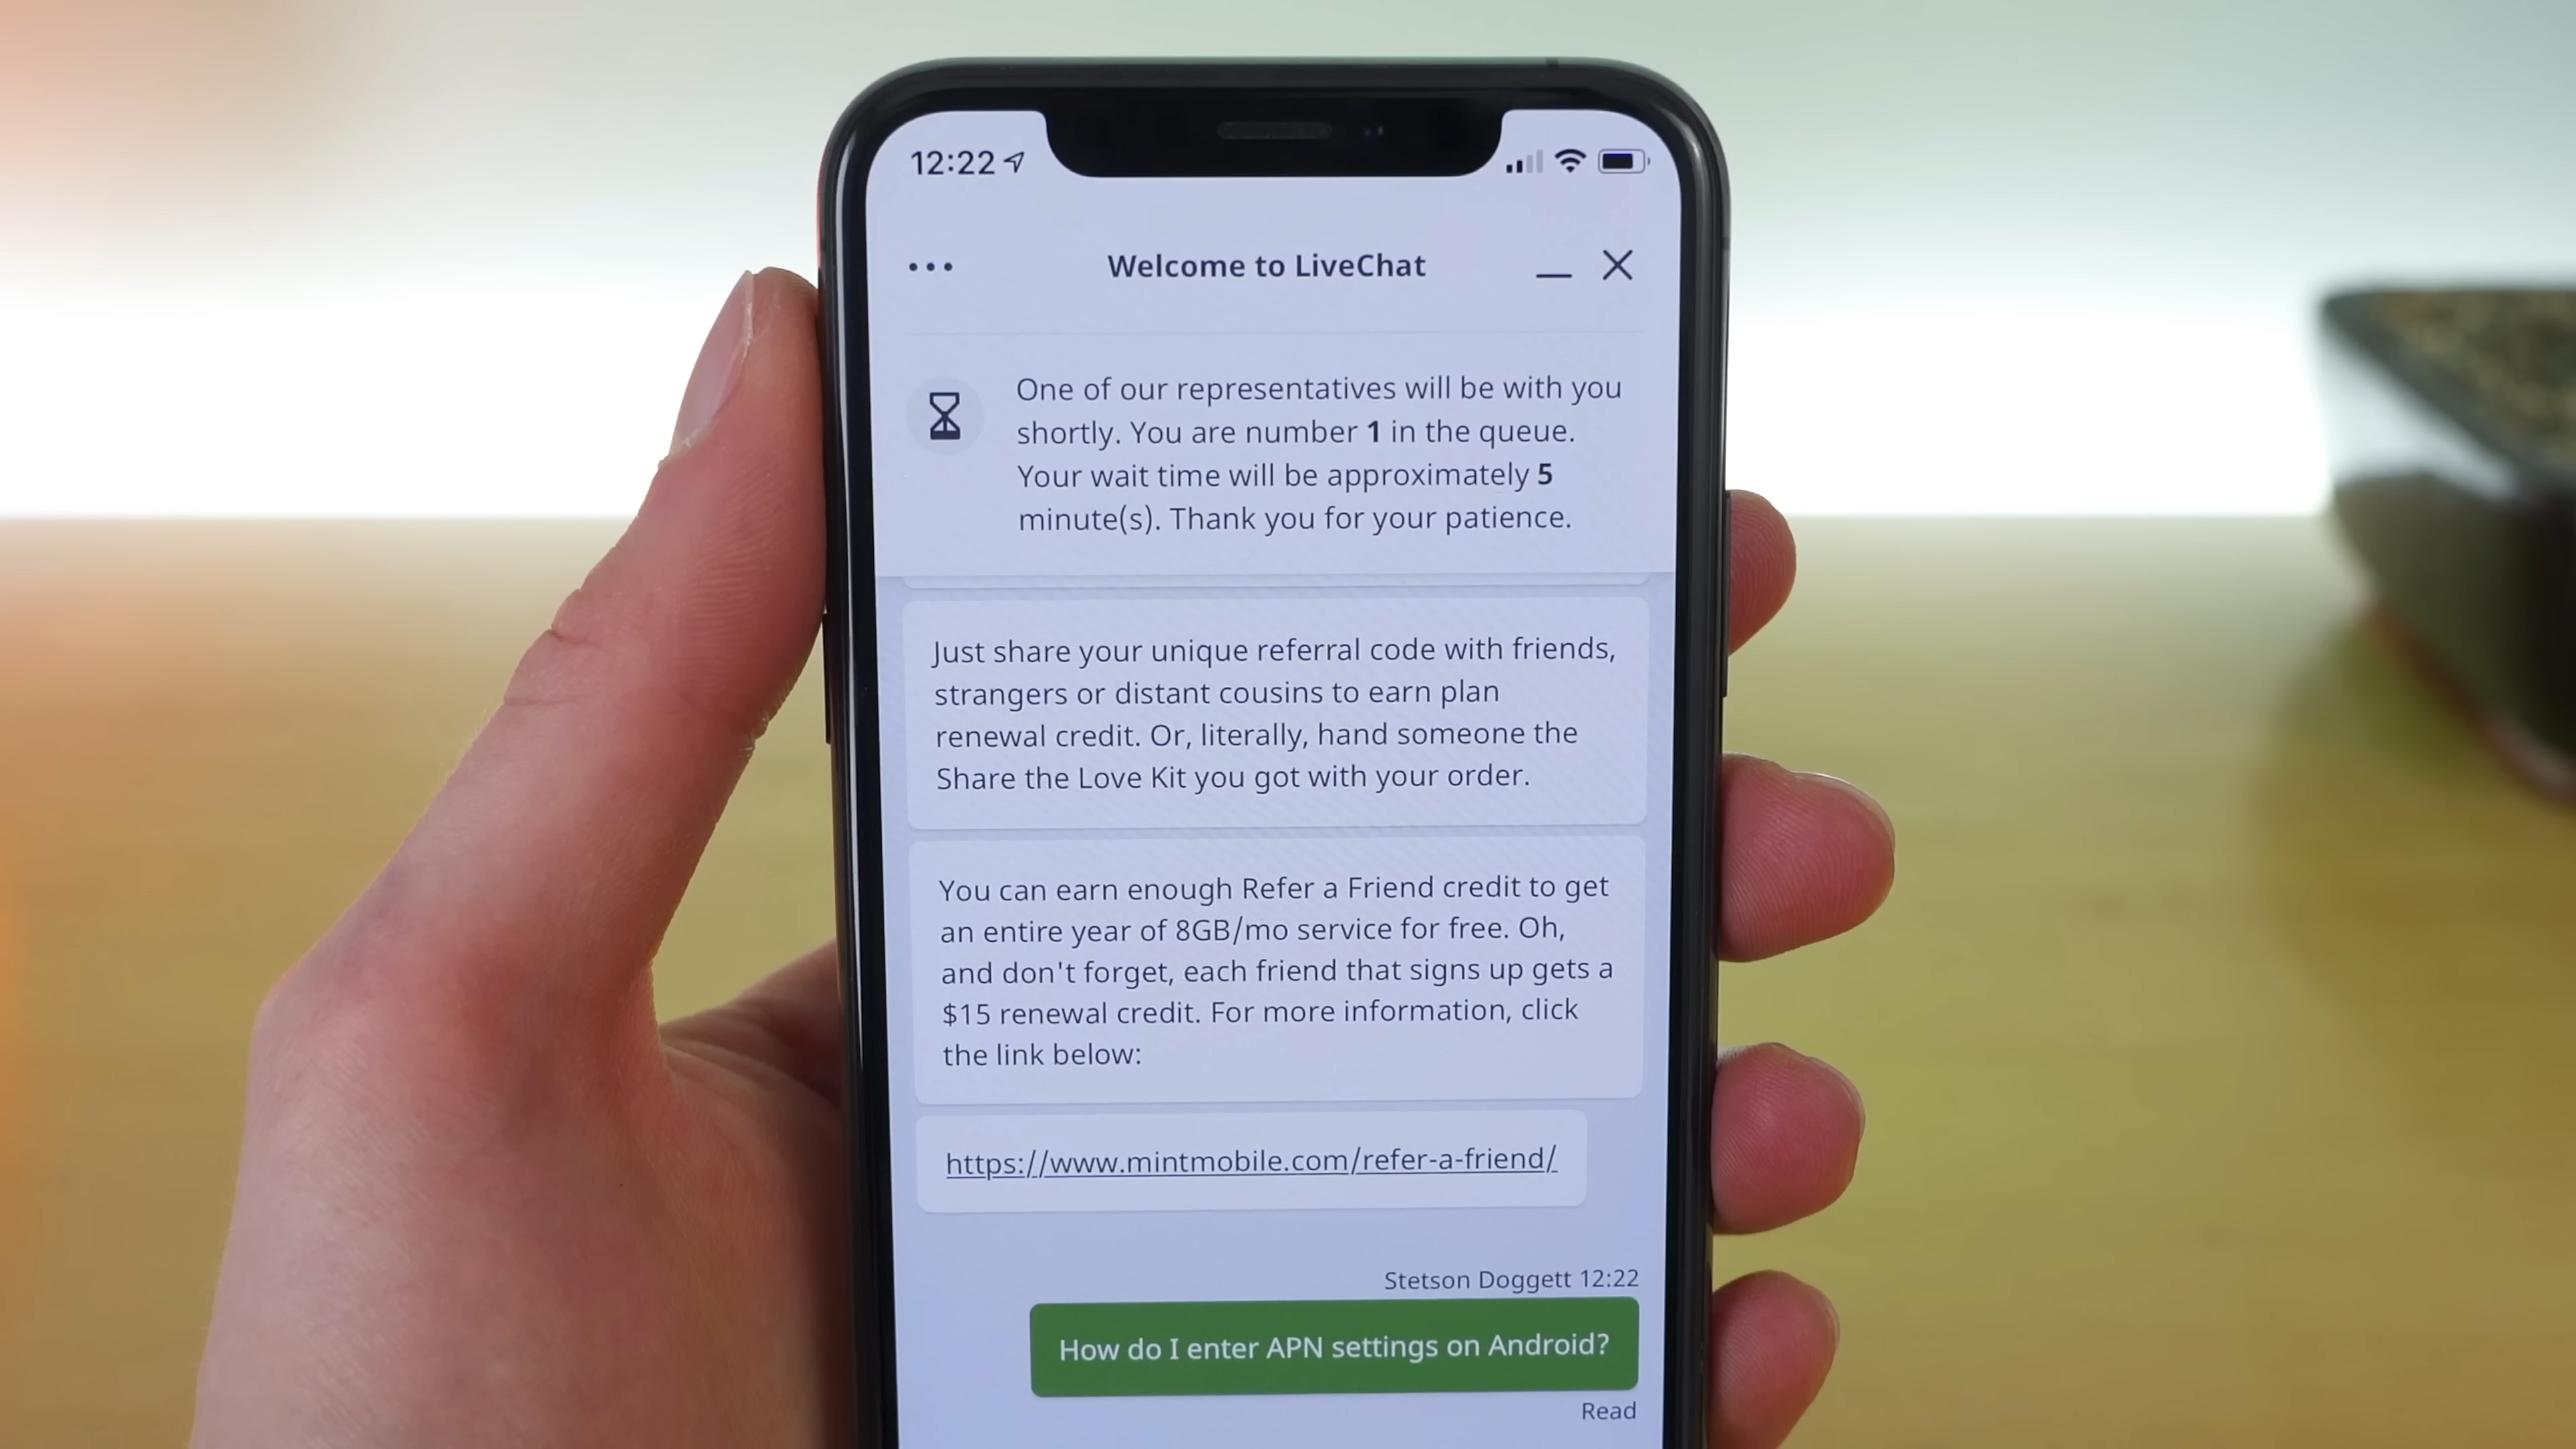 12:22
Welcome to LiveChat
One of our representatives will be with you
shortly. You are number 1 in the queue.
Your wait time will be approximately 5
minute(s). Thank you for your patience.
Just share your unique referral code with friends,
strangers or distant cousins to earn plan
renewal credit. Or, literally, hand someone the
Share the Love Kit you got with your order.
You can earn enough Refer a Friend credit to get
an entire year of 8GB/mo service for free. Oh,
and don't forget, each friend that signs up gets a
$15 renewal credit. For more information, click
the link below:
https://www.mintmobile.com/refer-a-friend/
Stetson Doggett 12:22
How do I enter APN settings on Android?
Read